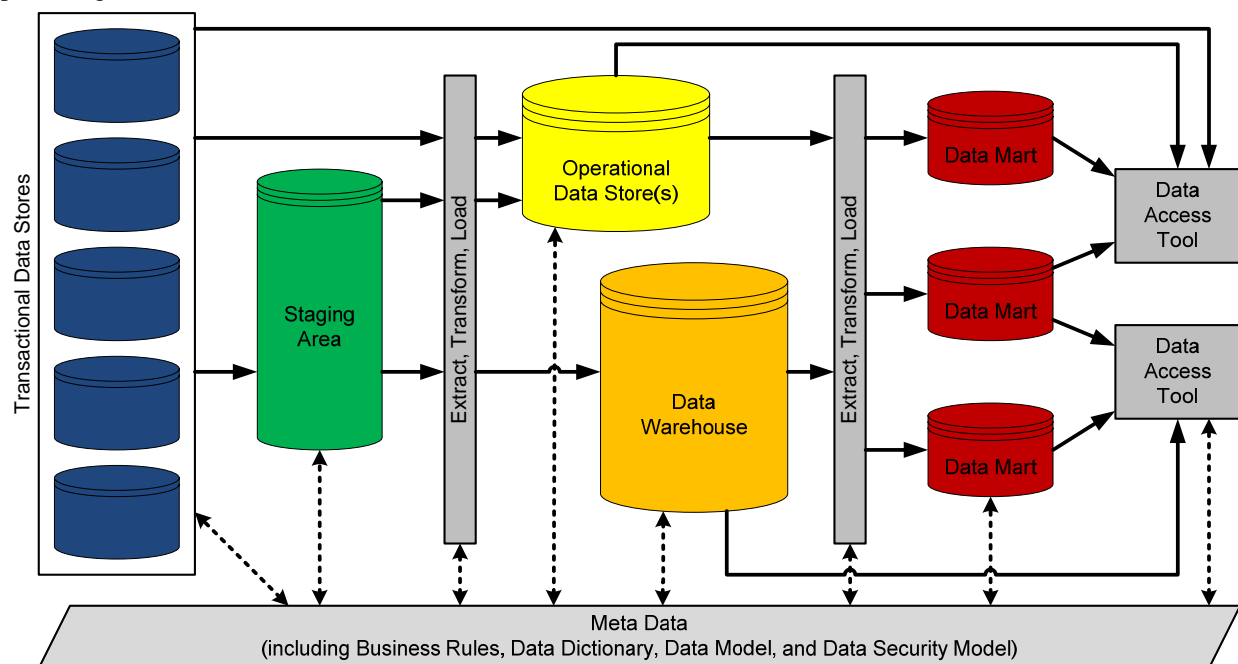 Transactional Data Stores
Staging
Area
Extract, Transform, Load
Operational
Data Store(s)
Data
Warehouse
Extract, Transform, Load
Data Mart
Data Mart
Data Mart
Data
Access
Tool
Data
Access
Tool
Meta Data
(including Business Rules, Data Dictionary, Data Model, and Data Security Model)